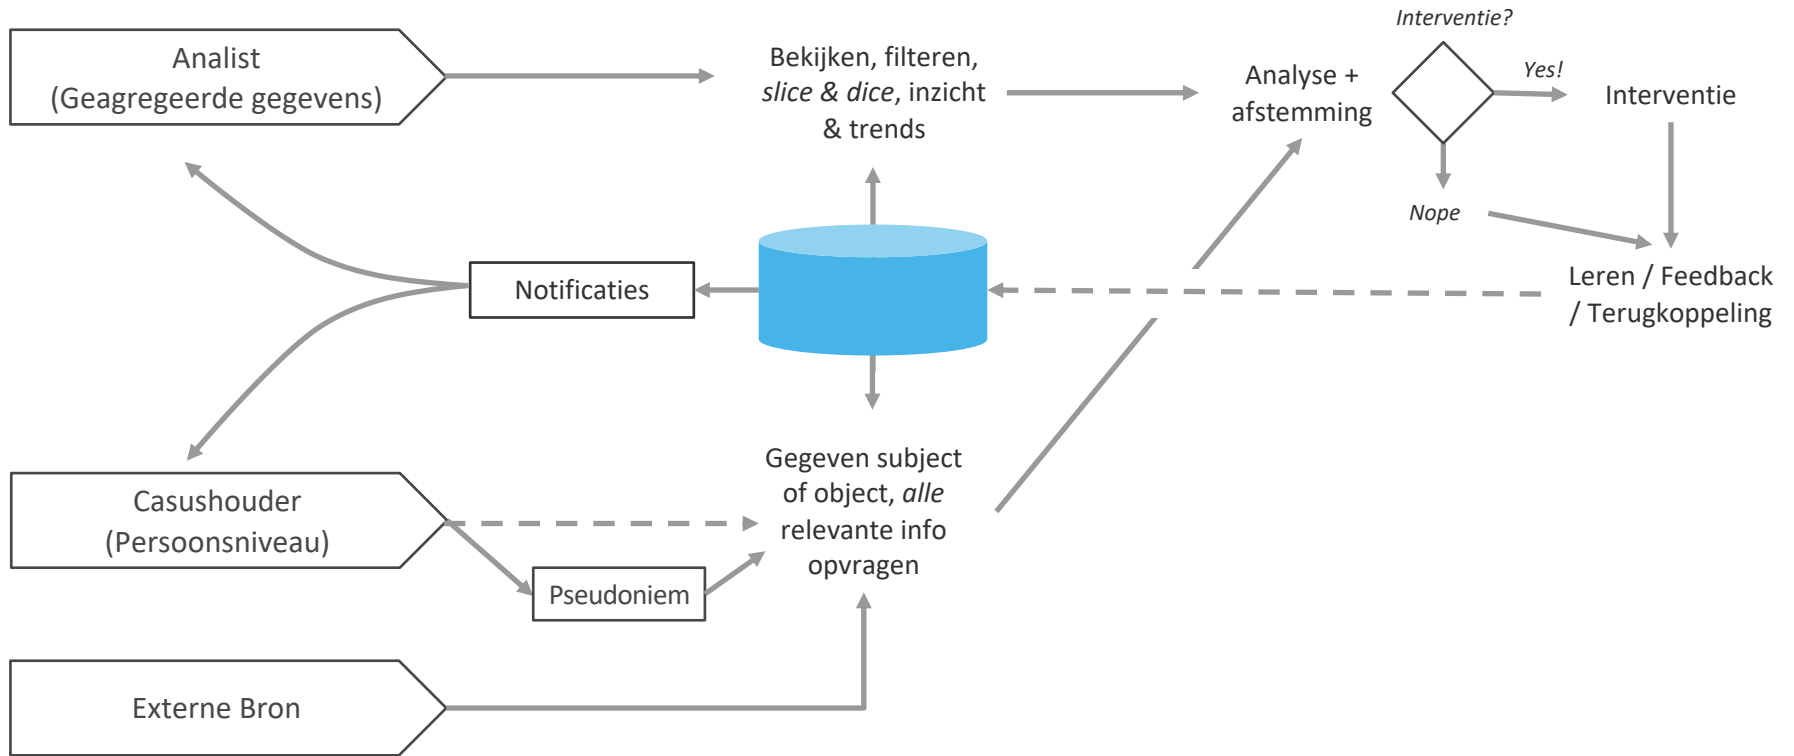 Interventie?
Analist
(Geagregeerde gegevens)
Bekijken, filteren,
slice & dice, inzicht
& trends
Analyse +
afstemming
Yes!
Interventie
Nope
Notificaties
Leren / Feedback
/ Terugkoppeling
Casushouder
(Persoonsniveau)
Gegeven subject
of object, alle
relevante info
opvragen
Pseudoniem
Externe Bron